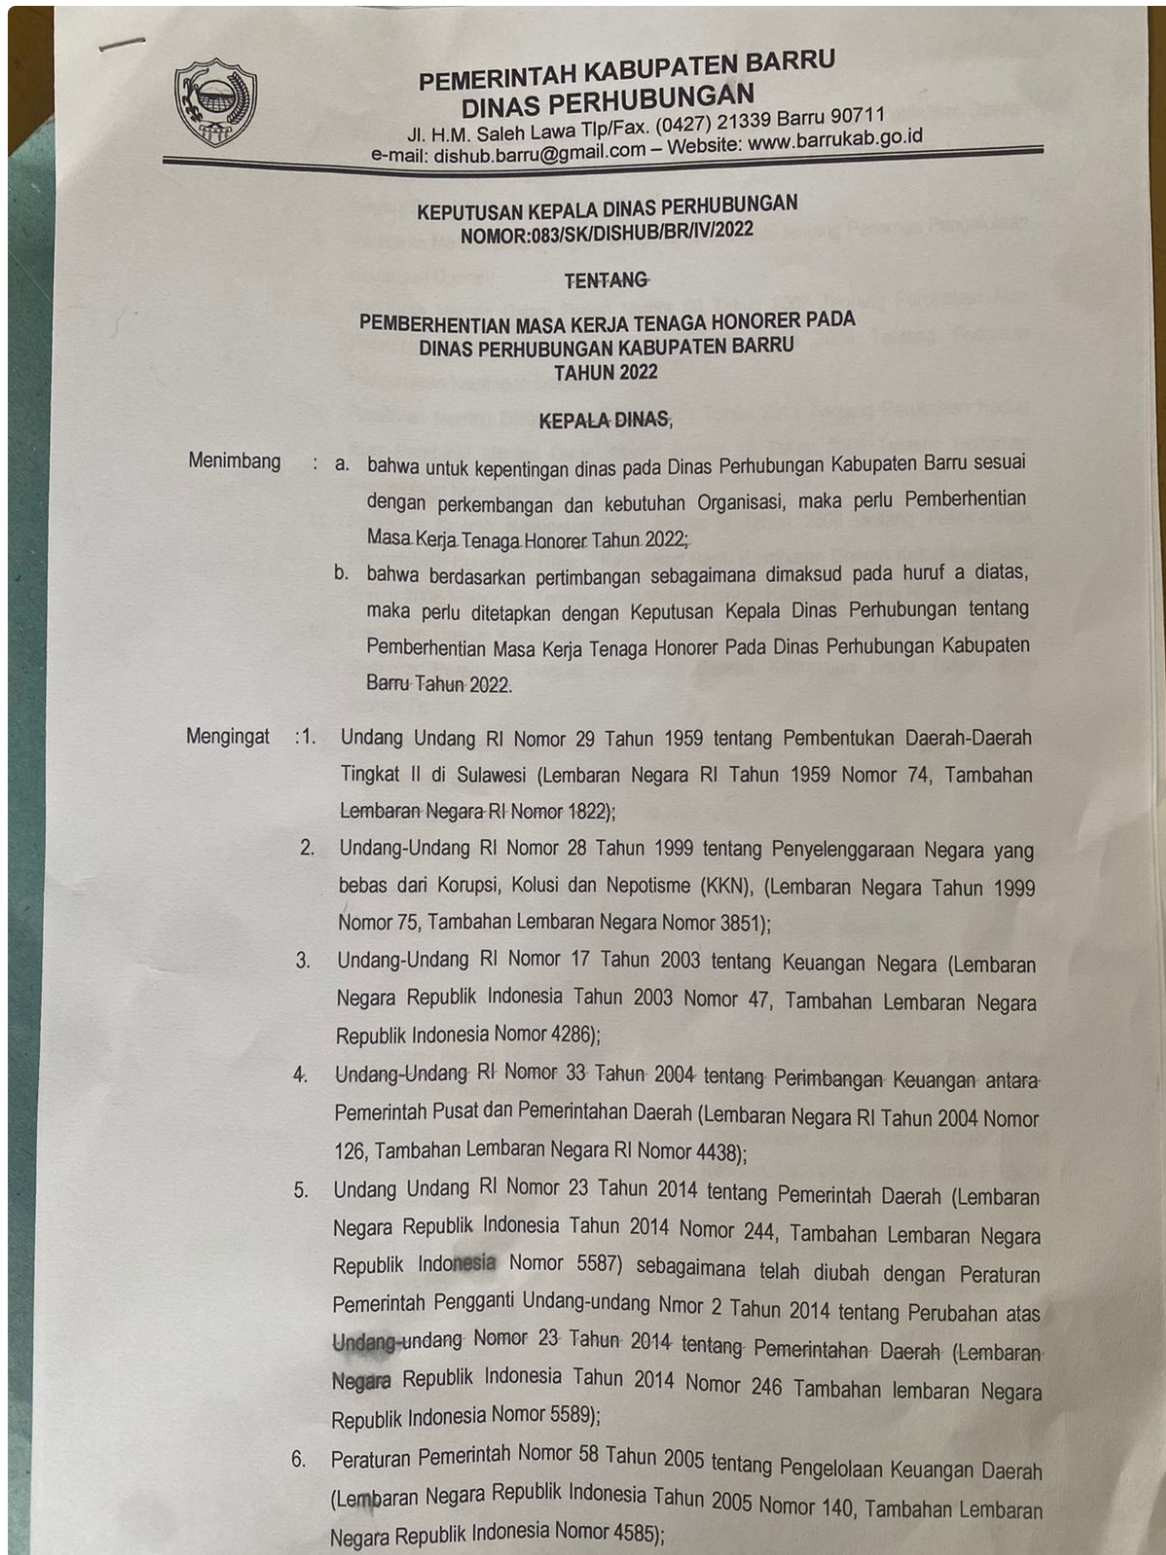 PEMERINTAH KABUPATEN BARRU
DINAS PERHUBUNGAN
Jl. H.M. Saleh Lawa Tlp/Fax. (0427) 21339 Barru 90711
e-mail: dishub.barru@gmail.com – Website: www.barrukab.go.id
KEPUTUSAN KEPALA DINAS PERHUBUNGAN
NOMOR:083/SK/DISHUB/BR/IV/2022
TENTANG
PEMBERHENTIAN MASA KERJA TENAGA HONORER PADA
DINAS PERHUBUNGAN KABUPATEN BARRU
TAHUN 2022
KEPALA DINAS,
Menimbang : a. bahwa untuk kepentingan dinas pada Dinas Perhubungan Kabupaten Barru sesuai
dengan perkembangan dan kebutuhan Organisasi, maka perlu Pemberhentian
Masa Kerja Tenaga Honorer Tahun 2022;
b. bahwa berdasarkan pertimbangan sebagaimana dimaksud pada huruf a diatas,
maka perlu ditetapkan dengan Keputusan Kepala Dinas Perhubungan tentang
Pemberhentian Masa Kerja Tenaga Honorer Pada Dinas Perhubungan Kabupaten
Barru Tahun 2022.
Mengingat :1. Undang Undang RI Nomor 29 Tahun 1959 tentang Pembentukan Daerah-Daerah
Tingkat II di Sulawesi (Lembaran Negara RI Tahun 1959 Nomor 74, Tambahan
Lembaran Negara RI Nomor 1822);
2. Undang-Undang RI Nomor 28 Tahun 1999 tentang Penyelenggaraan Negara yang
bebas dari Korupsi, Kolusi dan Nepotisme (KKN), (Lembaran Negara Tahun 1999
Nomor 75, Tambahan Lembaran Negara Nomor 3851);
3. Undang-Undang RI Nomor 17 Tahun 2003 tentang Keuangan Negara (Lembaran
Negara Republik Indonesia Tahun 2003 Nomor 47, Tambahan Lembaran Negara
Republik Indonesia Nomor 4286);
4. Undang-Undang RI Nomor 33 Tahun 2004 tentang Perimbangan Keuangan antara
Pemerintah Pusat dan Pemerintahan Daerah (Lembaran Negara RI Tahun 2004 Nomor
126, Tambahan Lembaran Negara RI Nomor 4438);
5. Undang Undang RI Nomor 23 Tahun 2014 tentang Pemerintah Daerah (Lembaran
Negara Republik Indonesia Tahun 2014 Nomor 244, Tambahan Lembaran Negara
Republik Indonesia Nomor 5587) sebagaimana telah diubah dengan Peraturan
Pemerintah Pengganti Undang-undang Nmor 2 Tahun 2014 tentang Perubahan atas
Undang-undang Nomor 23 Tahun 2014 tentang Pemerintahan Daerah (Lembaran
Negara Republik Indonesia Tahun 2014 Nomor 246 Tambahan lembaran Negara
Republik Indonesia Nomor 5589);
6. Peraturan Pemerintah Nomor 58 Tahun 2005 tentang Pengelolaan Keuangan Daerah
(Lembaran Negara Republik Indonesia Tahun 2005 Nomor 140, Tambahan Lembaran
Negara Republik Indonesia Nomor 4585);